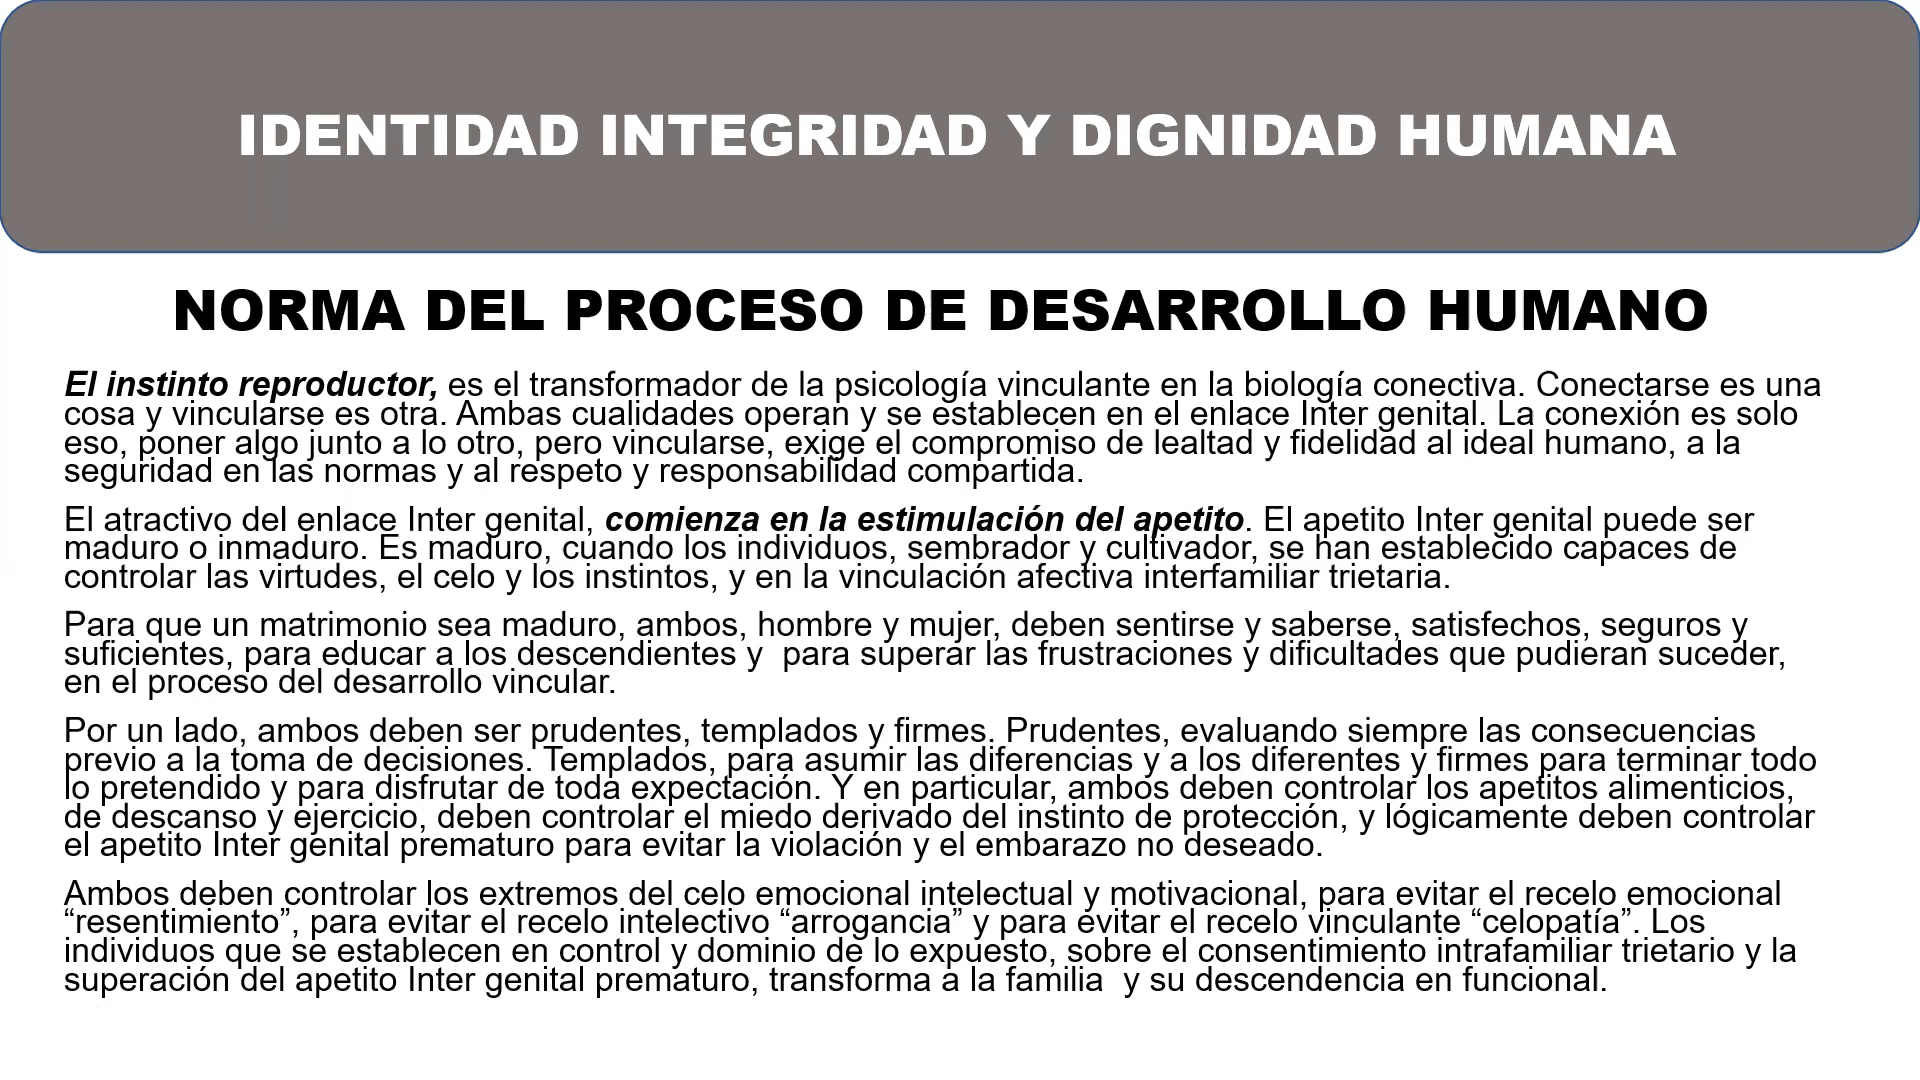 IDENTIDAD INTEGRIDAD Y DIGNIDAD HUMANA
NORMA DEL PROCESO DE DESARROLLO HUMANO
El instinto reproductor, es el transformador de la psicología vinculante en la biología conectiva. Conectarse es una
cosa y vincularse es otra. Ambas cualidades operan y se establecen en el enlace Inter genital. La conexión es solo
eso, poner algo junto a lo otro, pero vincularse, exige el compromiso de lealtad y fidelidad al ideal humano, a la
seguridad en las normas y al respeto y responsabilidad compartida.
El atractivo del enlace Inter genital, comienza en la estimulación del apetito. El apetito Inter genital puede ser
maduro o inmaduro. Es maduro, cuando los individuos, sembrador y cultivador, se han establecido capaces de
controlar las virtudes, el celo y los instintos, y en la vinculación afectiva interfamiliar trietaria.
Para que un matrimonio sea maduro, ambos, hombre y mujer, deben sentirse y saberse, satisfechos, seguros y
suficientes, para educar a los descendientes y  para superar las frustraciones y dificultades que pudieran suceder,
en el proceso del desarrollo vincular.
Por un lado, ambos deben ser prudentes, templados y firmes. Prudentes, evaluando siempre las consecuencias
previo a la toma de decisiones. Templados, para asumir las diferencias y a los diferentes y firmes para terminar todo
lo pretendido y para disfrutar de toda expectación. Y en particular, ambos deben controlar los apetitos alimenticios,
de descanso y ejercicio, deben controlar el miedo derivado del instinto de protección, y lógicamente deben controlar
el apetito Inter genital prematuro para evitar la violación y el embarazo no deseado.
Ambos deben controlar los extremos del celo emocional intelectual y motivacional, para evitar el recelo emocional
“resentimiento”, para evitar el recelo intelectivo “arrogancia” y para evitar el recelo vinculante “celopatía”. Los
individuos que se establecen en control y dominio de lo expuesto, sobre el consentimiento intrafamiliar trietario y la
superación del apetito Inter genital prematuro, transforma a la familia  y su descendencia en funcional.